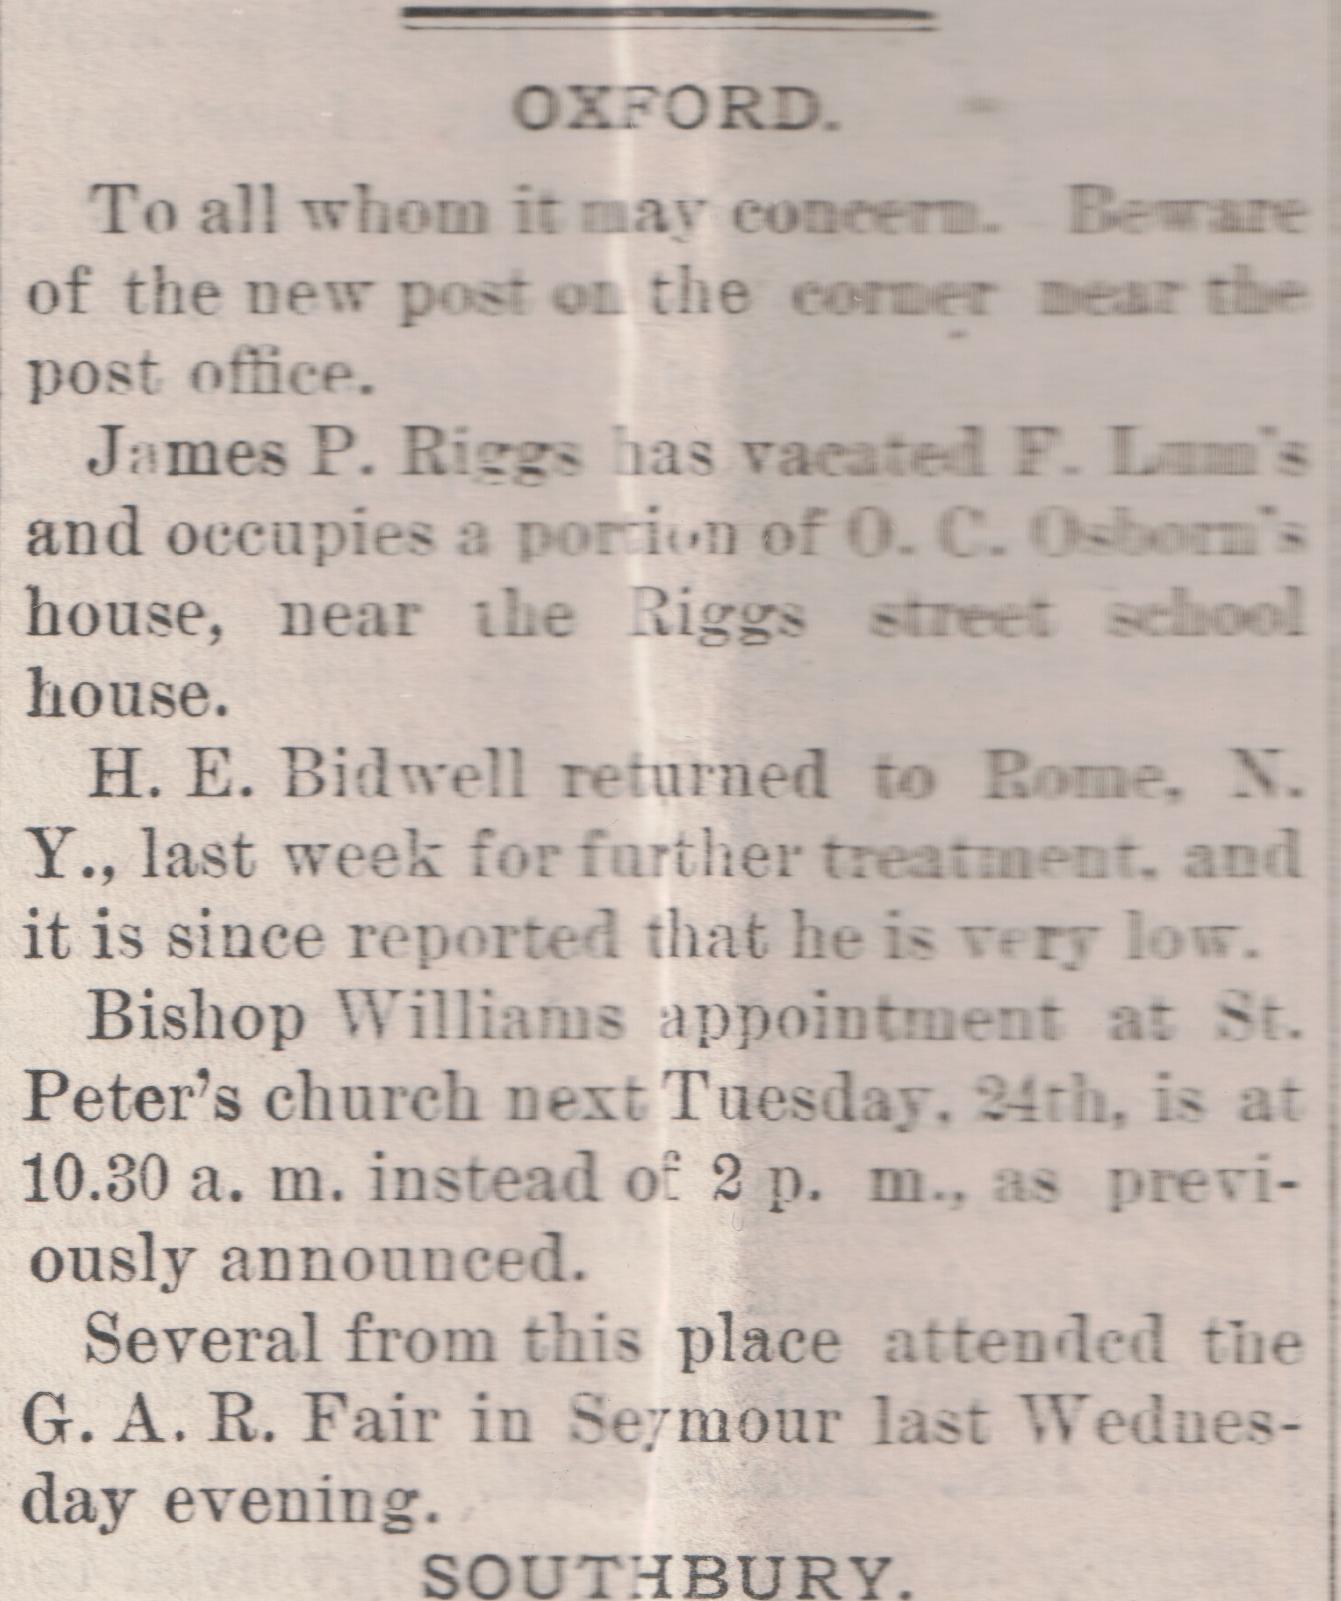 OXFORD.
To all whom it may concern. Beware
of the new post on the corner near the
post office.
James P. Riggs has vacated F. Lum's
and occupies a portion of O. C. Osborn's
house, near the Riggs street school
house.
H. E. Bidwell returned to Rome, N.
Y., last week for further treatment, and
it is since reported that he is very low.
Bishop Williams appointment at St.
Peter's church next Tuesday, 24th, is at
10.30 a. m. instead of 2 p. m., as previ-
ously announced.
Several from this place attended the
G. A. R. Fair in Seymour last Wednes-
day evening.
SOUTHBURY.